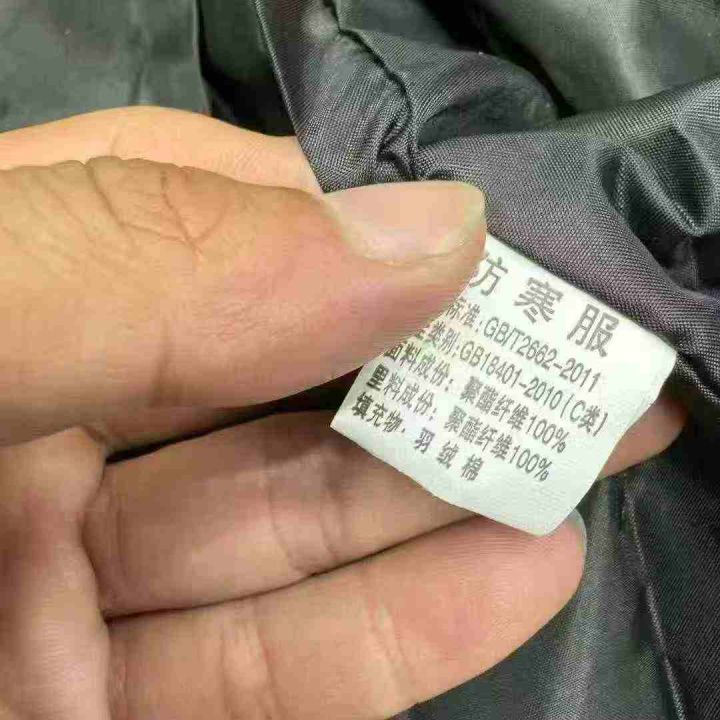 防寒服
标准:GB/T2662-2011
类别:GB18401-2010(C类)
面料成份:聚酯纤维100%
里料成份:聚酯纤维100%
填充物:羽绒棉